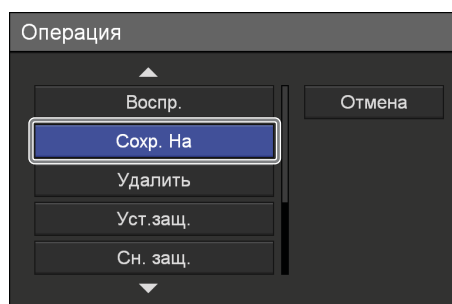 Операция
Воспр.
Отмена
Сохр. На
Удалить
Уст.защ.
Сн. защ.